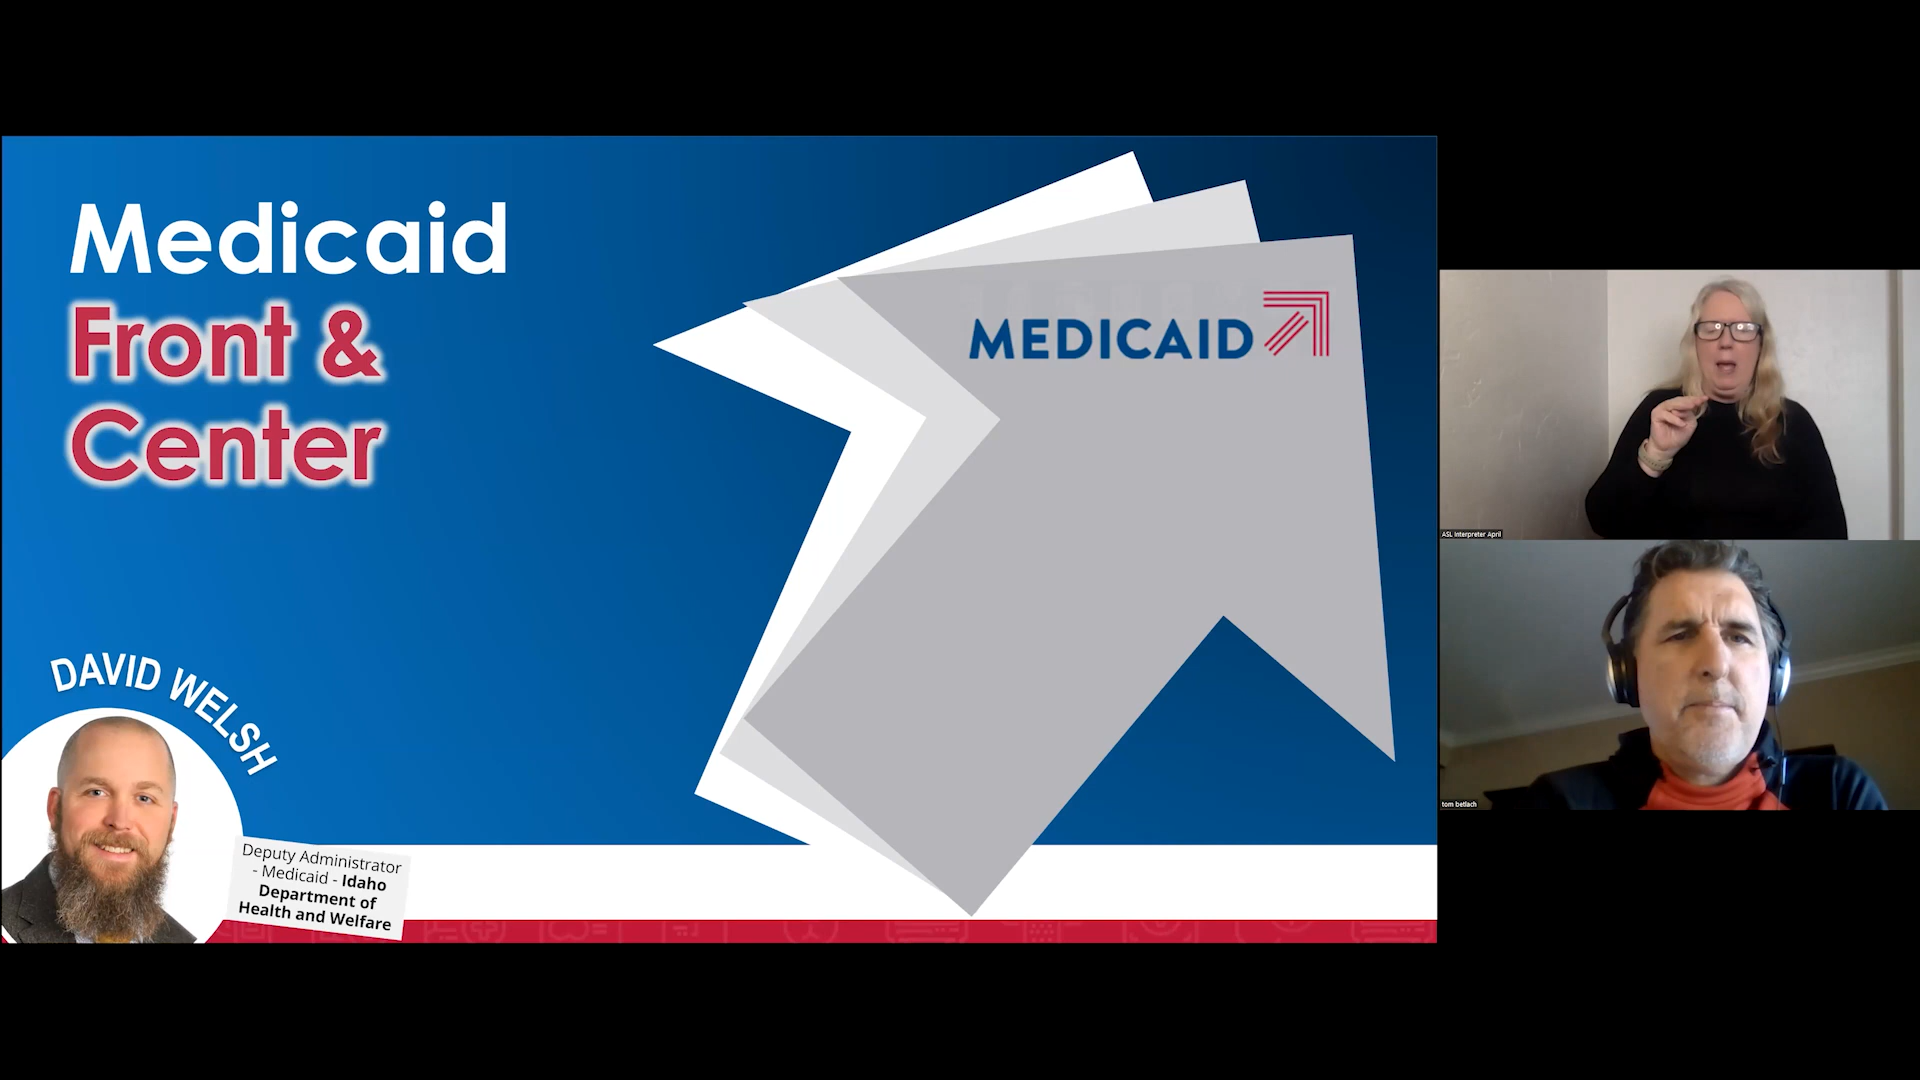 Medicaid
Front &
Center
MEDICAID
DAVID WELSH
Deputy Administrator
- Medicaid - Idaho
Department of
Health and Welfare
ASL Interpreter April
tom betlach